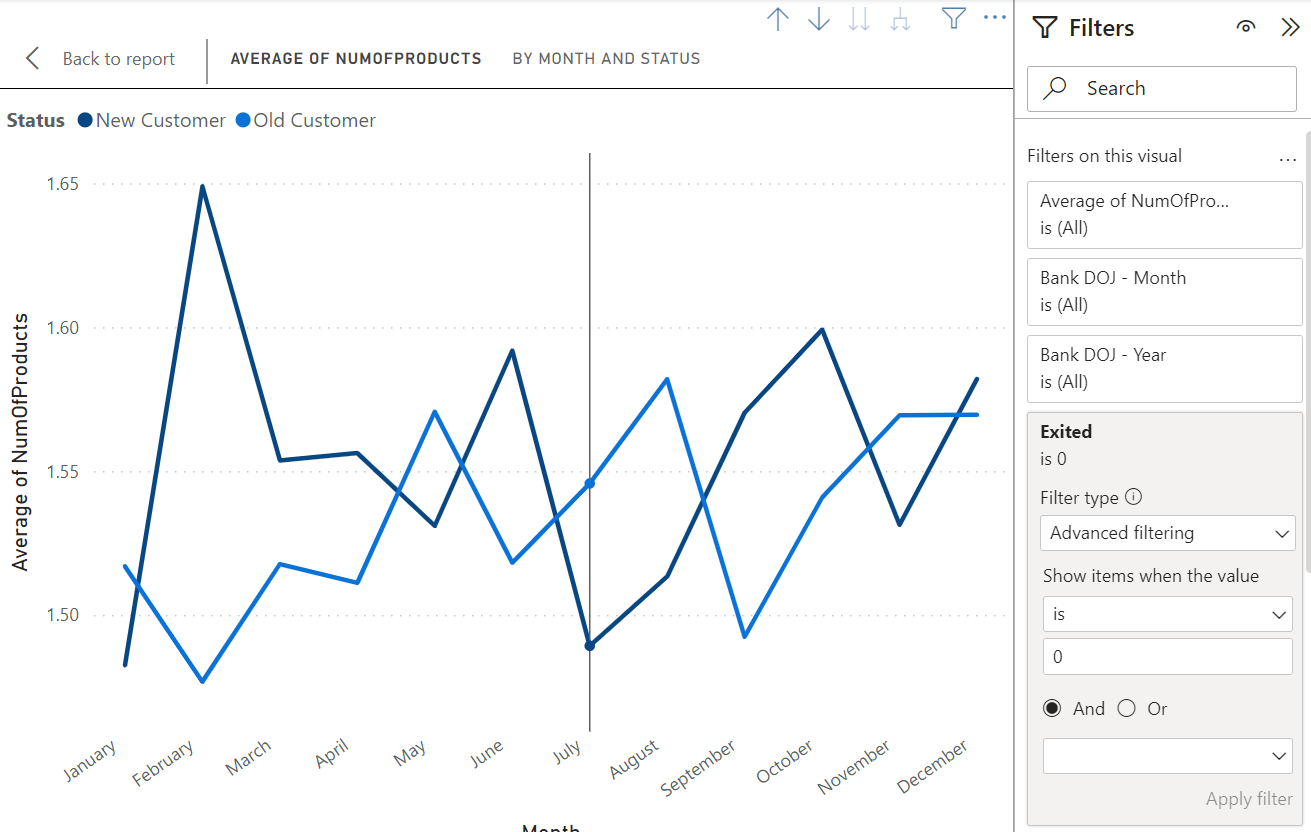 Back to report
AVERAGE OF NUMOFPRODUCTS
BY MONTH AND STATUS
Status New Customer Old Customer
1.65
1.60
1.55
1.50
Average of NumOfProducts
January
February
March
April
May
June
July
August
September
October
November
December
Month
Filters
Search
Filters on this visual
...
Average of NumOfPro...
is (All)
Bank DOJ - Month
is (All)
Bank DOJ - Year
is (All)
Exited
is 0
Filter type
Advanced filtering
Show items when the value
is
0
And Or
Apply filter